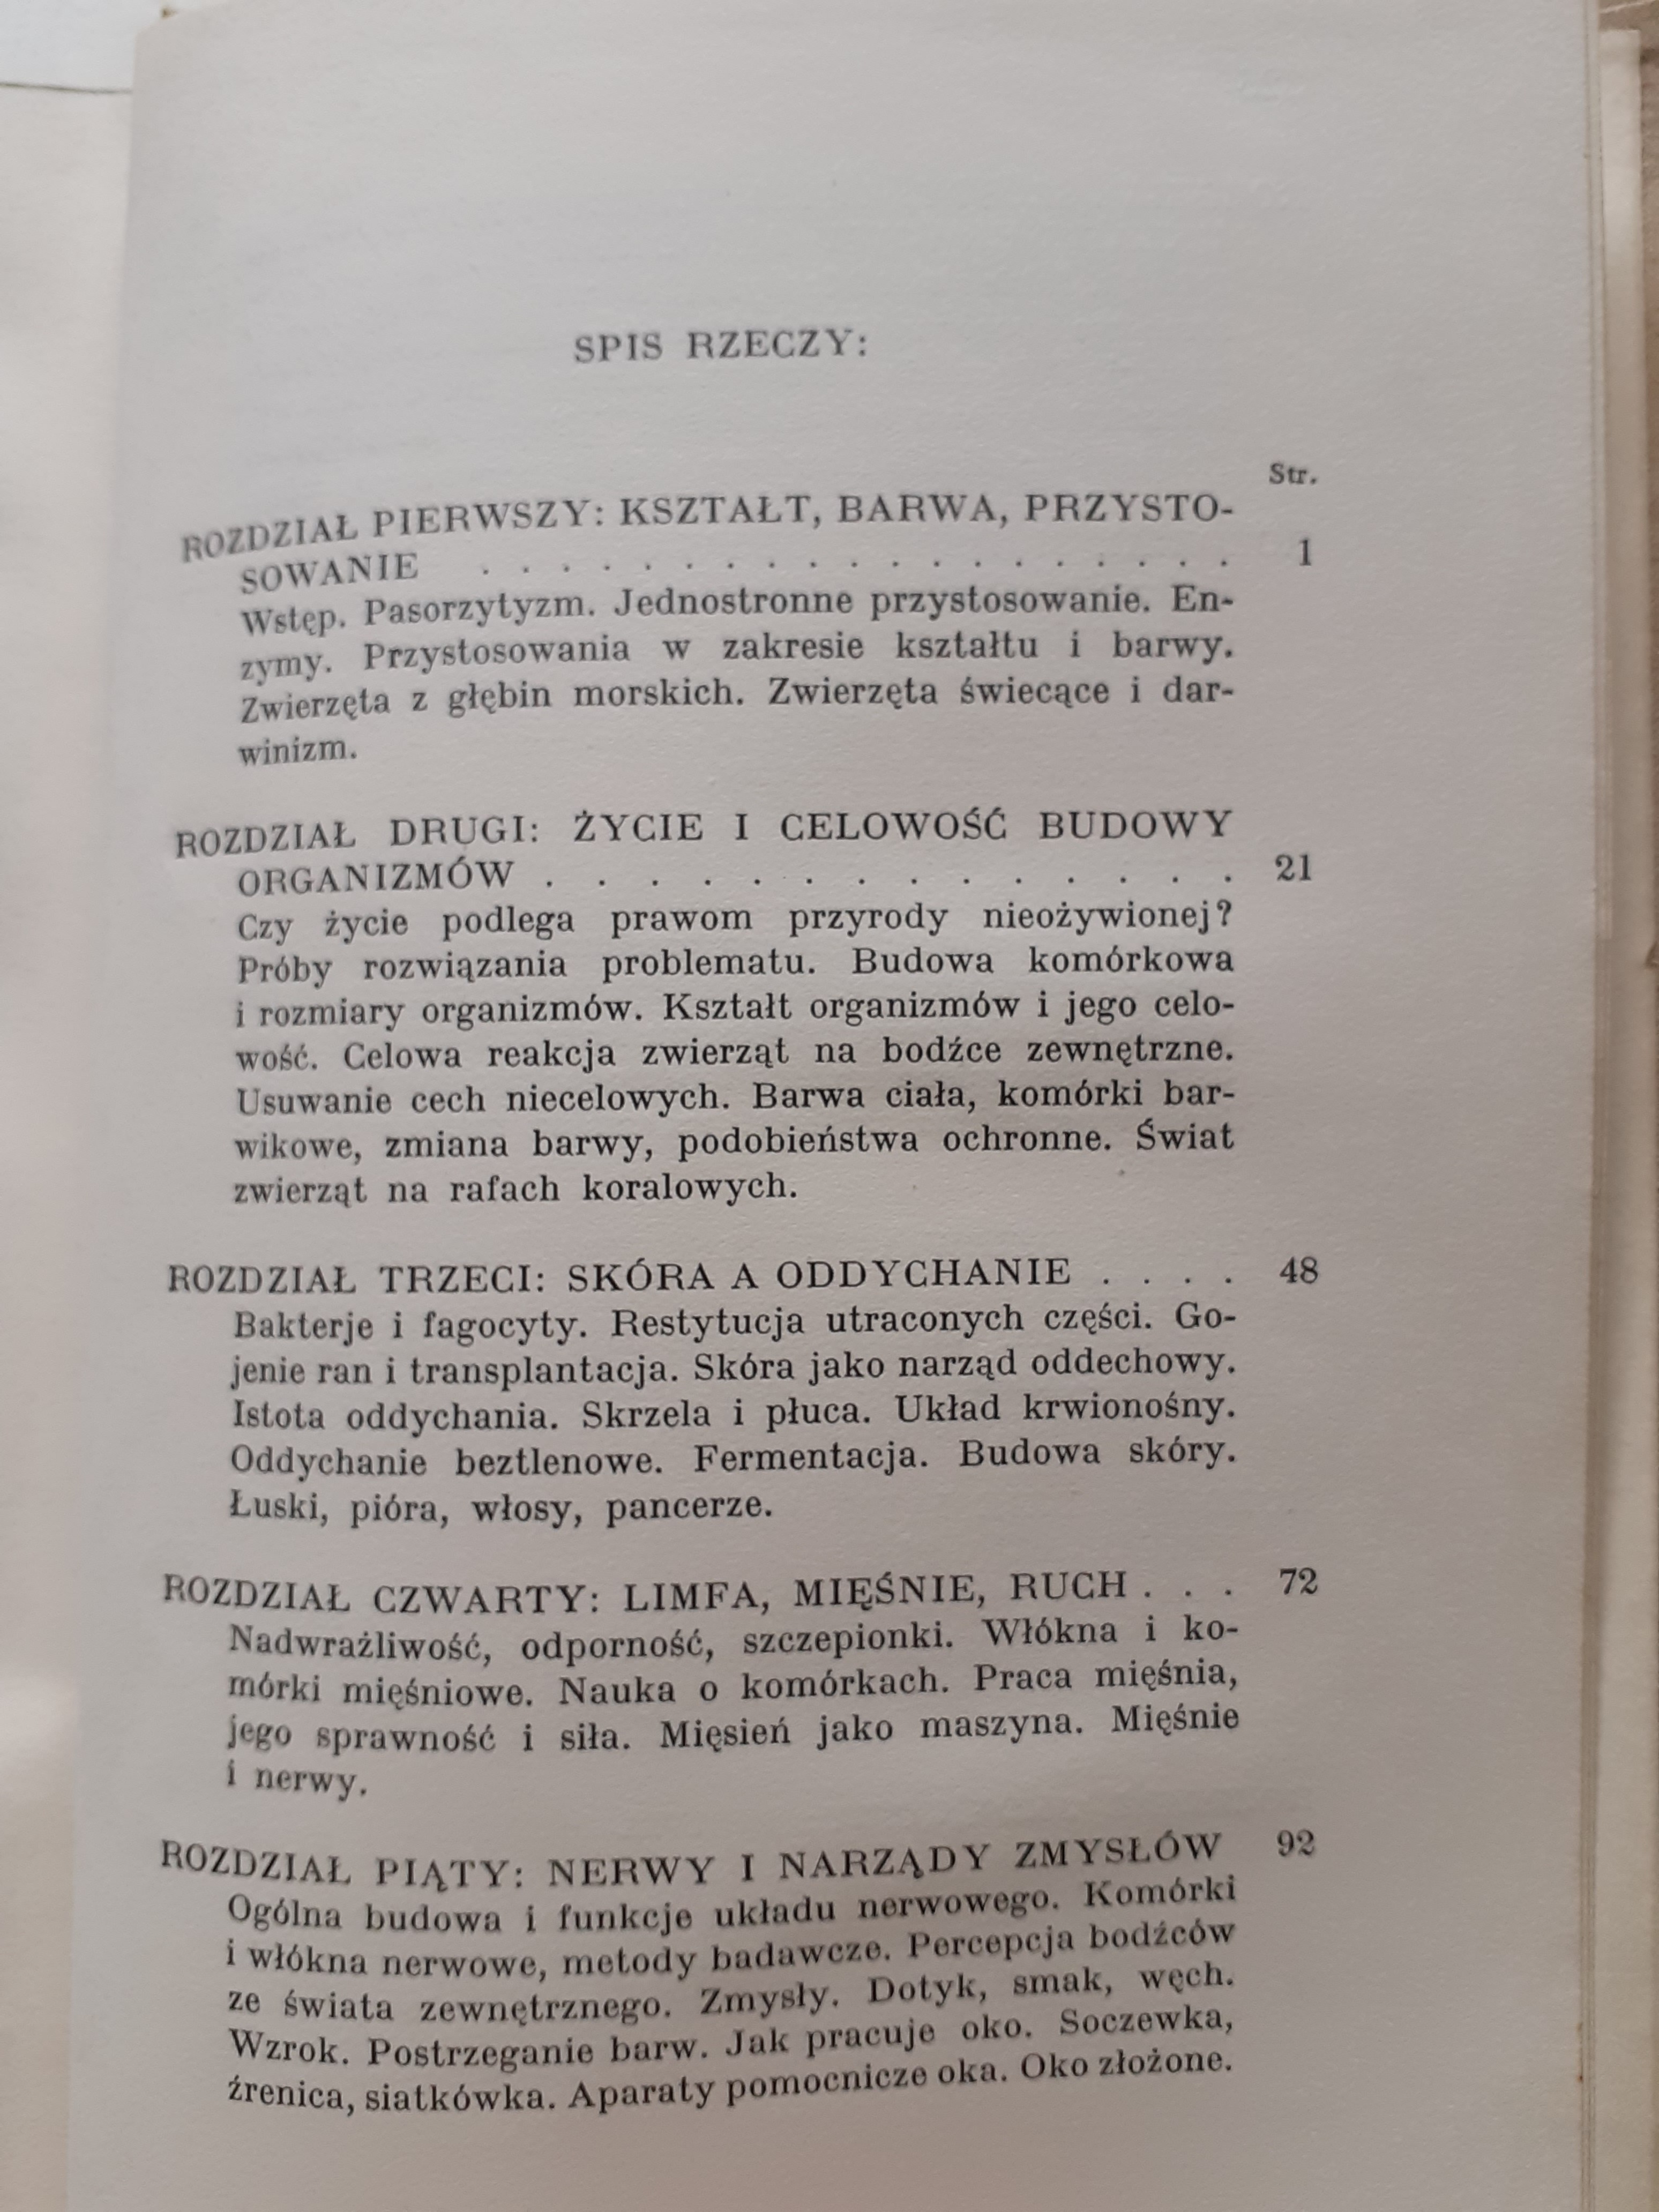 SPIS RZECZY:
Str.
ROZDZIAŁ PIERWSZY: KSZTAŁT, BARWA, PRZYSTO-
SOWANIE . . . . . . . . . . . . . . . . . . . 1
Wstęp. Pasorzytyzm. Jednostronne przystosowanie. En-
zymy. Przystosowania w zakresie kształtu i barwy.
Zwierzęta z głębin morskich. Zwierzęta świecące i dar-
winizm.
ROZDZIAŁ DRUGI: ŻYCIE I CELOWOŚĆ BUDOWY
ORGANIZMÓW . . . . . . . . . . . . . . 21
Czy życie podlega prawom przyrody nieożywionej?
Próby rozwiązania problematu. Budowa komórkowa
i rozmiary organizmów. Kształt organizmów i jego celo-
wość. Celowa reakcja zwierząt na bodźce zewnętrzne.
Usuwanie cech niecelowych. Barwa ciała, komórki bar-
wikowe, zmiana barwy, podobieństwa ochronne. Świat
zwierząt na rafach koralowych.
ROZDZIAŁ TRZECI: SKÓRA A ODDYCHANIE . . . . 48
Bakterje i fagocyty. Restytucja utraconych części. Go-
jenie ran i transplantacja. Skóra jako narząd oddechowy.
Istota oddychania. Skrzela i płuca. Układ krwionośny.
Oddychanie beztlenowe. Fermentacja. Budowa skóry.
Łuski, pióra, włosy, pancerze.
ROZDZIAŁ CZWARTY: LIMFA, MIĘŚNIE, RUCH . . . 72
Nadwrażliwość, odporność, szczepionki. Włókna i ko-
mórki mięśniowe. Nauka o komórkach. Praca mięśnia,
jego sprawność i siła. Mięsień jako maszyna. Mięśnie
i nerwy.
ROZDZIAŁ PIĄTY: NERWY I NARZĄDY ZMYSŁÓW 92
Ogólna budowa i funkcje układu nerwowego. Komórki
i włókna nerwowe, metody badawcze. Percepcja bodźców
ze świata zewnętrznego. Zmysły. Dotyk, smak, węch.
Wzrok. Postrzeganie barw. Jak pracuje oko. Soczewka,
źrenica, siatkówka. Aparaty pomocnicze oka. Oko złożone.